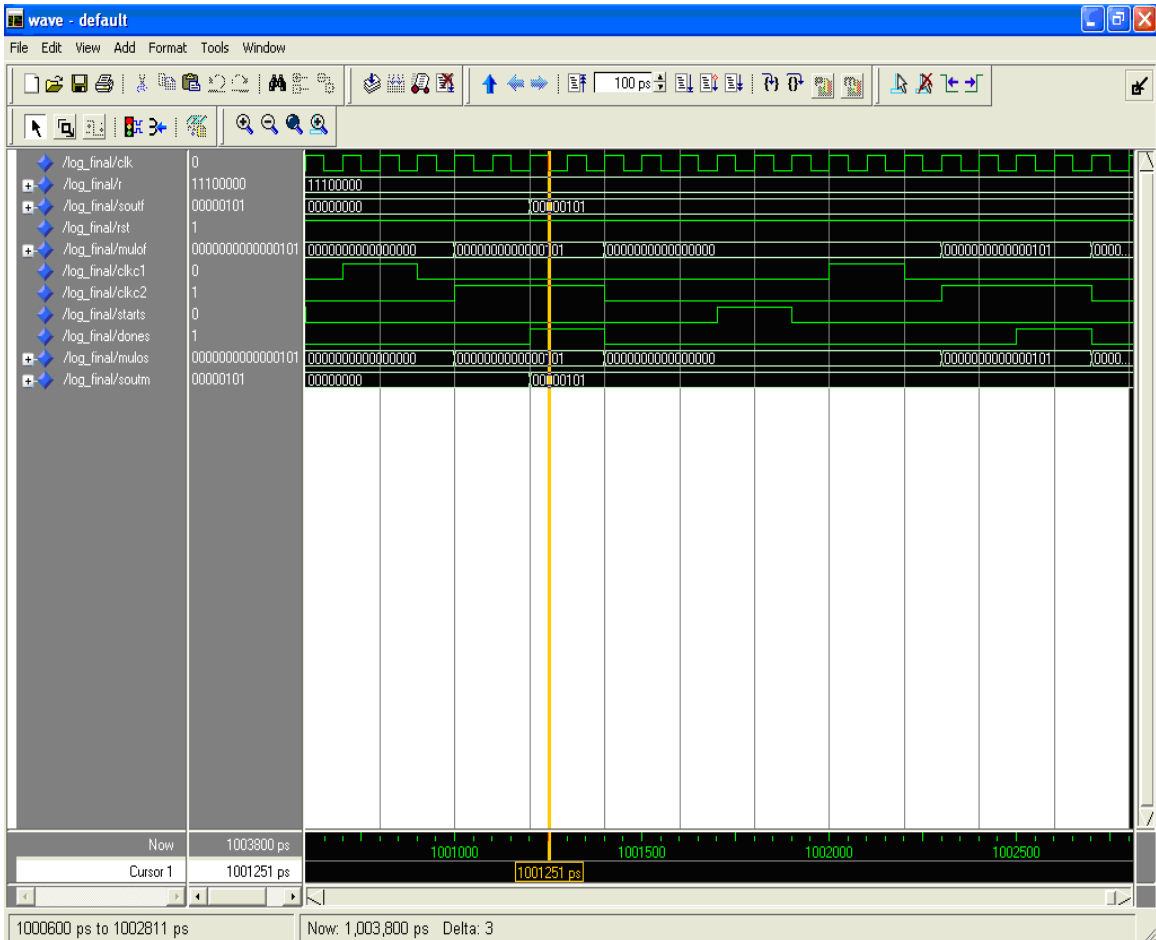 wave - default
File Edit View Add Format Tools Window
100 ps
/log_final/clk 0
/log_final/r 11100000 11100000
/log_final/soutf 00000101 00000000 00000101
/log_final/rst 1
/log_final/mulof 0000000000000101 0000000000000000 0000000000000101 0000000000000000 0000000000000101 0000...
/log_final/clkc1 0
/log_final/clkc2 1
/log_final/starts 0
/log_final/dones 1
/log_final/mulos 0000000000000101 0000000000000000 0000000000000101 0000000000000000 0000000000000101 0000...
/log_final/soutm 00000101 00000000 00000101
Now 1003800 ps 1001000 1001500 1002000 1002500
Cursor 1 1001251 ps 1001251 ps
1000600 ps to 1002811 ps Now: 1,003,800 ps Delta: 3